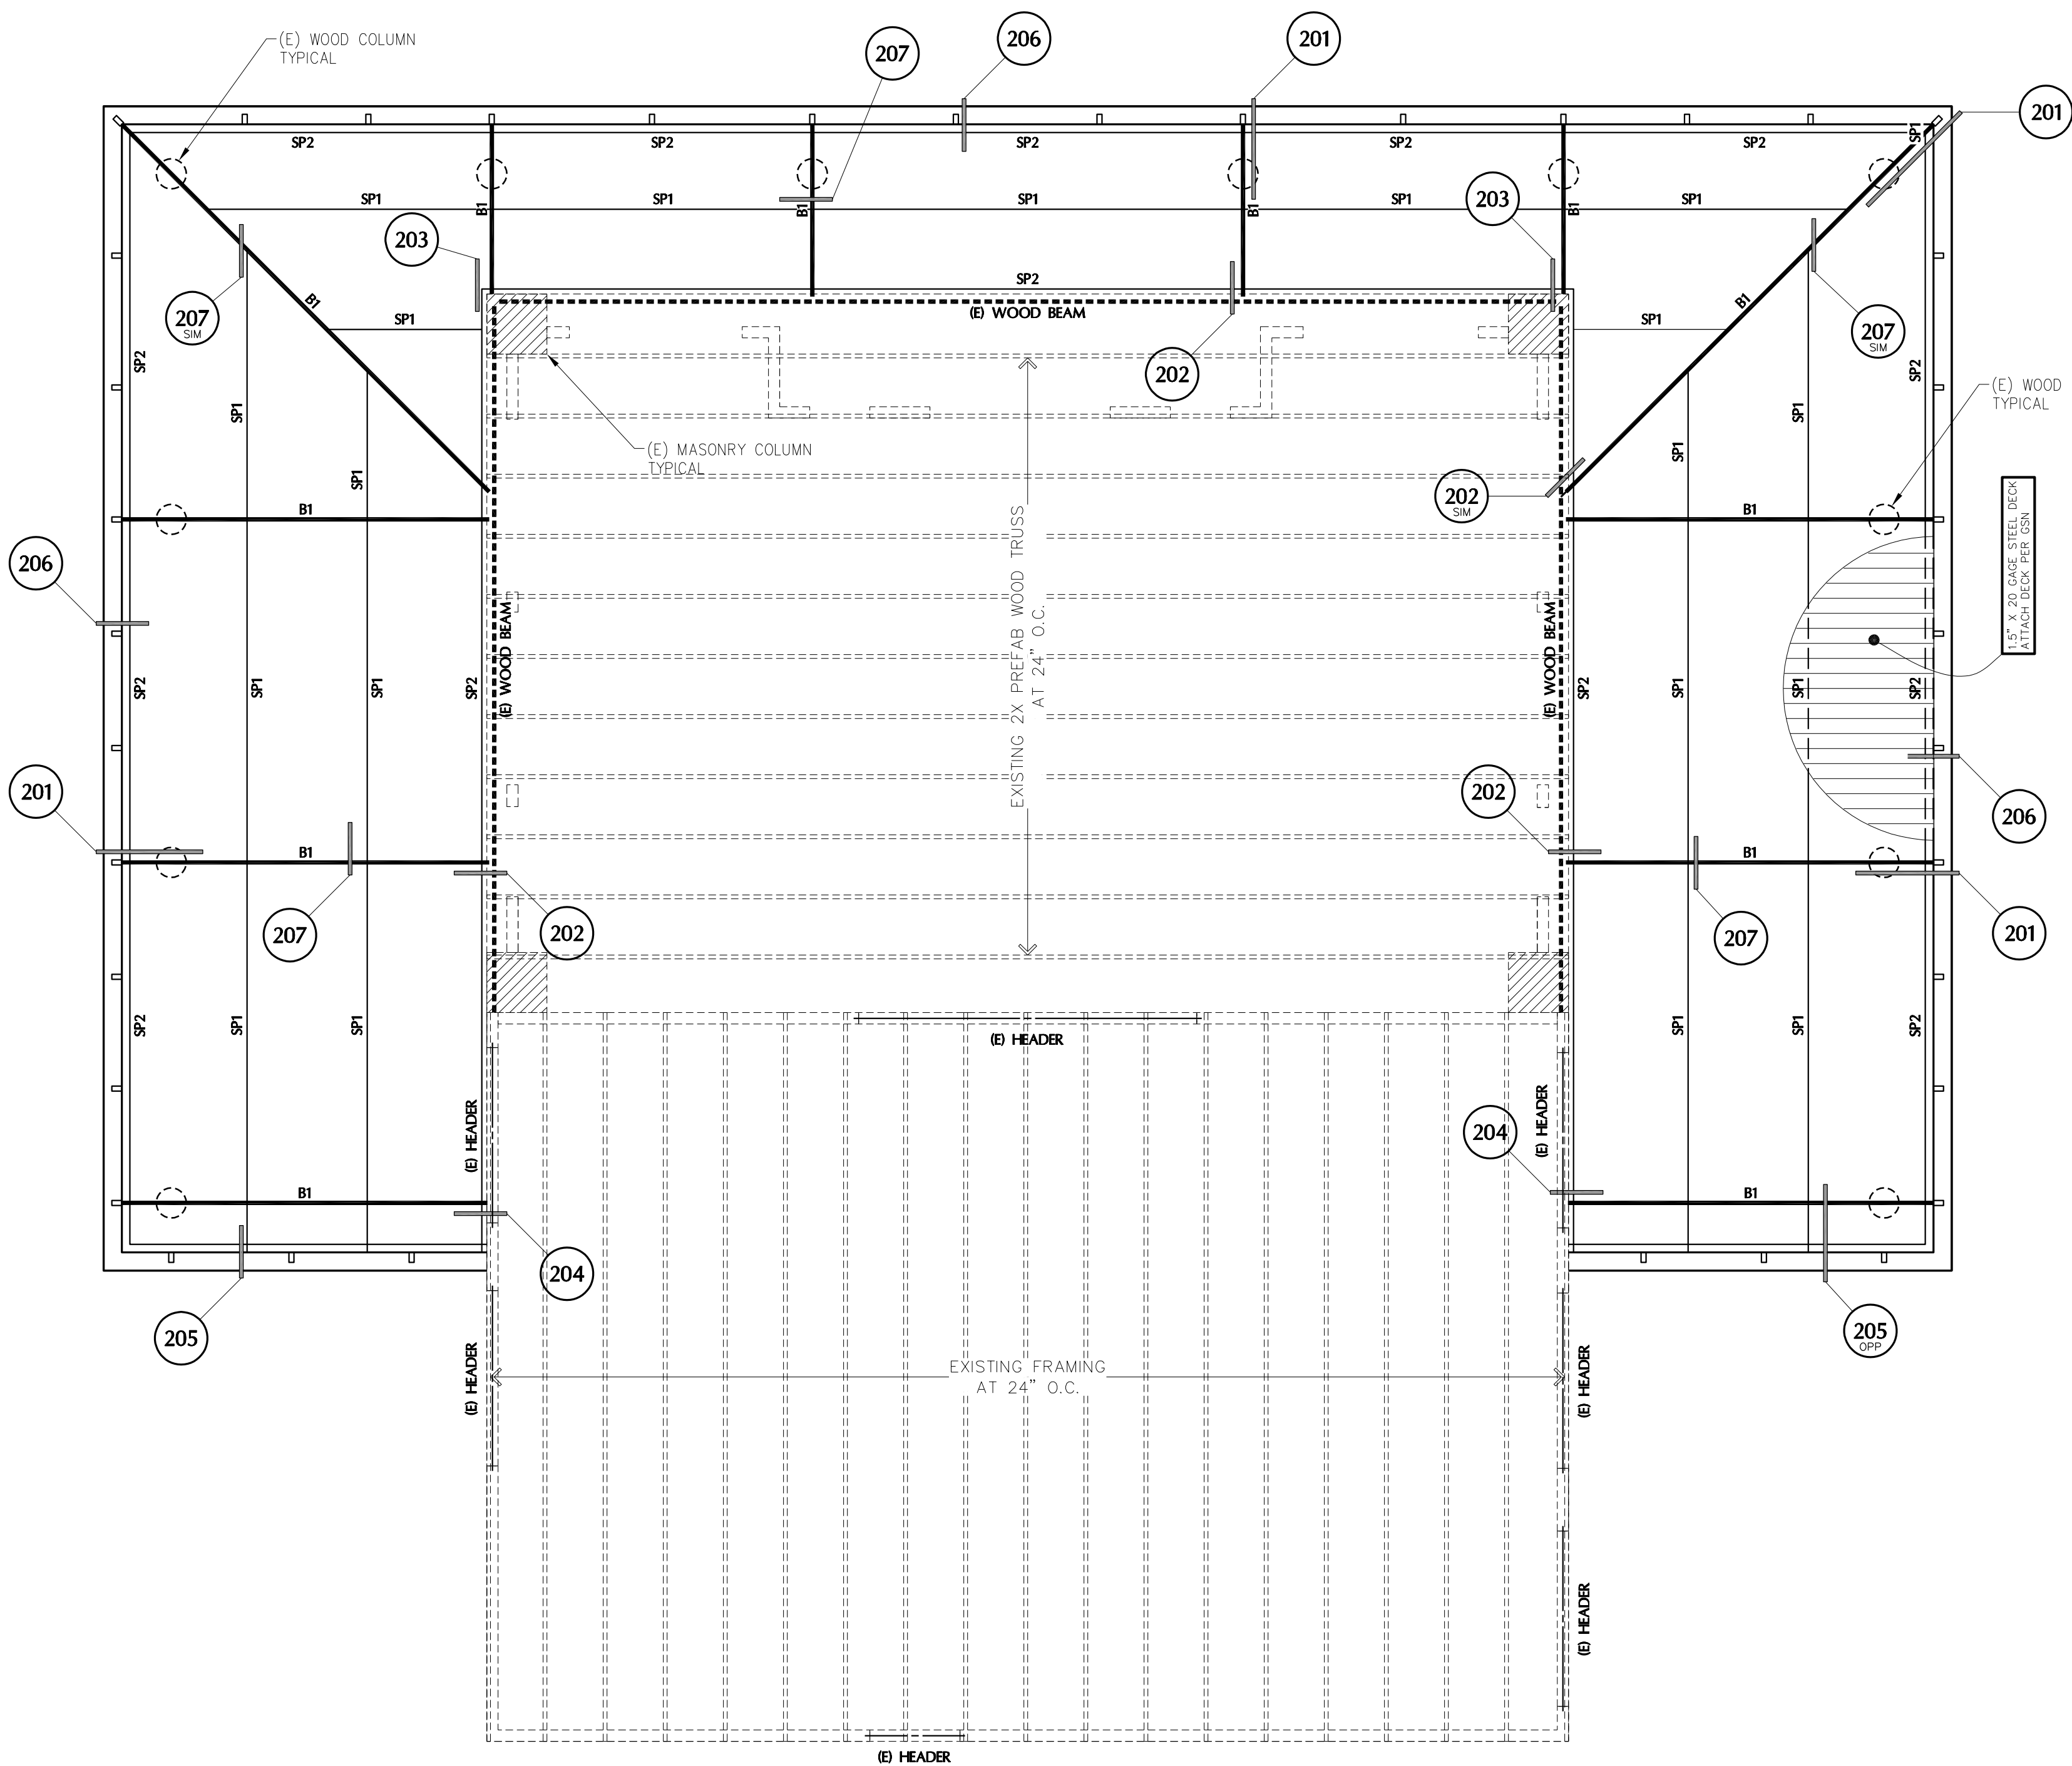 (E) WOOD COLUMN
TYPICAL
207
206
201
201
SP2
SP2
SP2
SP2
SP2
SP1
SP1
SP1
SP1
SP1
SP1
B1
B1
B1
B1
203
203
207
SIM
B1
SP1
SP2
(E) WOOD BEAM
202
SP1
B1
207
SIM
SP2
SP1
SP1
(E) MASONRY COLUMN
TYPICAL
202
SIM
SP1
SP1
SP2
(E) WOOD
TYPICAL
B1
B1
1.5" X 20 GAGE STEEL DECK
ATTACH DECK PER GSN
206
EXISTING 2X PREFAB WOOD TRUSS
AT 24" O.C.
SP2
SP1
SP1
SP2
(E) WOOD BEAM
(E) WOOD BEAM
SP2
SP1
SP1
SP2
201
202
206
B1
B1
207
202
207
201
SP2
SP1
SP1
(E) HEADER
SP1
SP1
SP2
(E) HEADER
(E) HEADER
204
B1
B1
204
205
205
OPP
(E) HEADER
EXISTING FRAMING
AT 24" O.C.
(E) HEADER
(E) HEADER
(E) HEADER